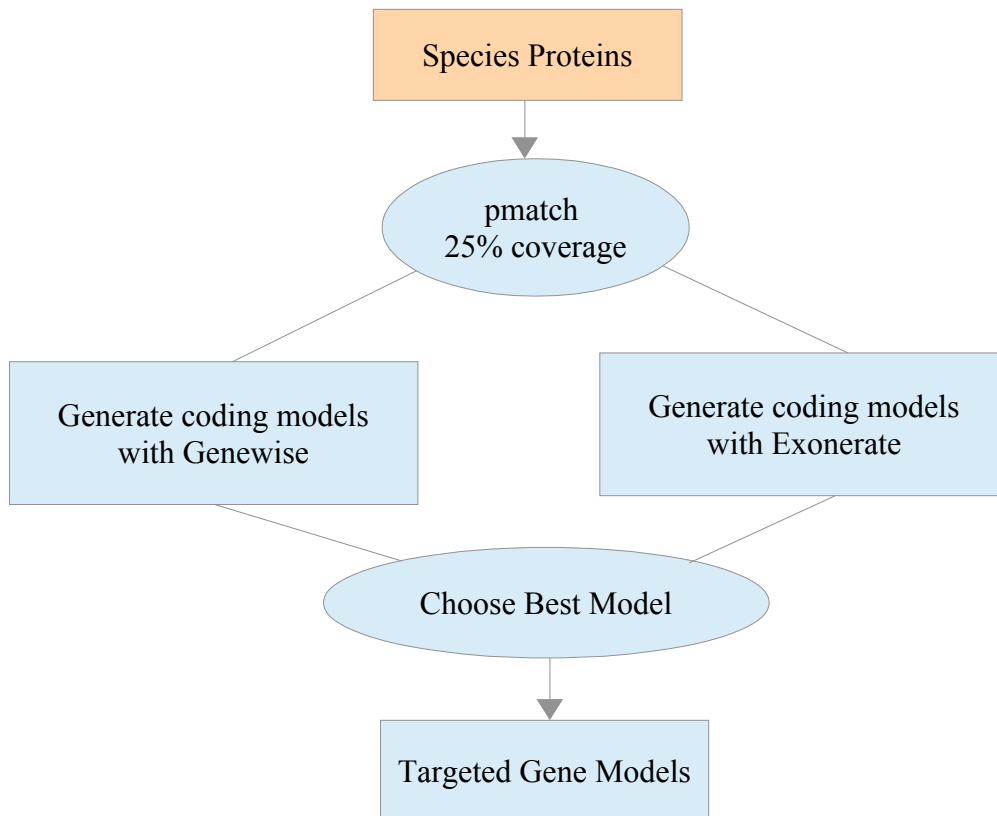 Species Proteins
pmatch
25% coverage
Generate coding models
with Genewise
Generate coding models
with Exonerate
Choose Best Model
Targeted Gene Models